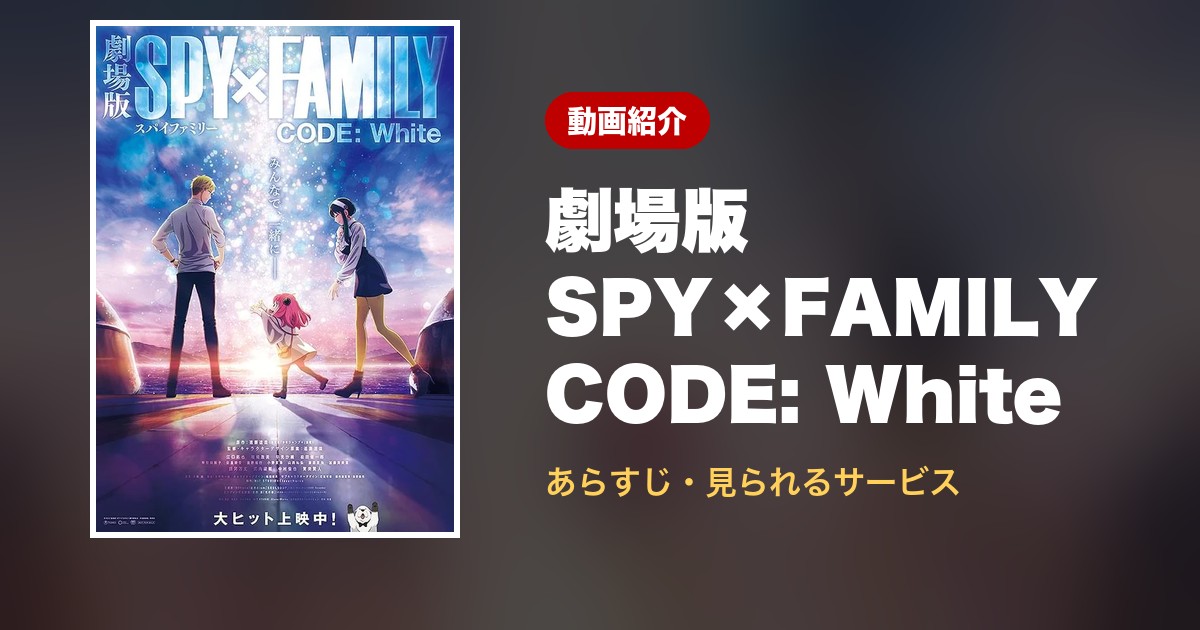 劇場版
SPY×FAMILY
スパイファミリー
CODE: White
みんなで、一緒に——
大ヒット上映中！
動画紹介
劇場版
SPY×FAMILY
CODE: White
あらすじ・見られるサービス